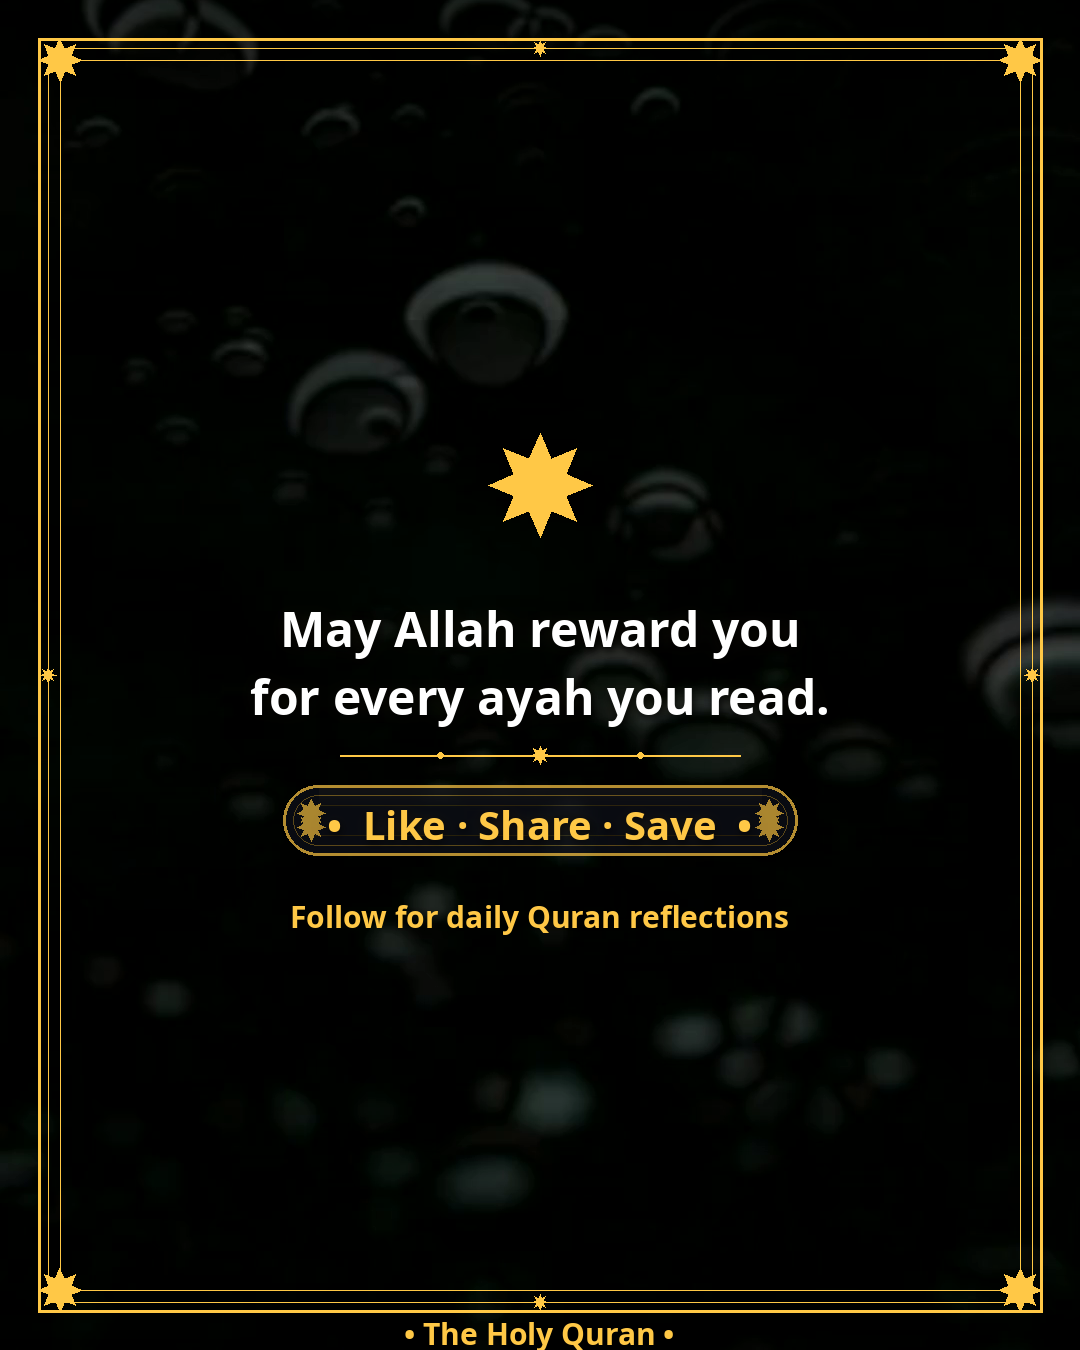 May Allah reward you
for every ayah you read.
• Like · Share · Save •
Follow for daily Quran reflections
• The Holy Quran •